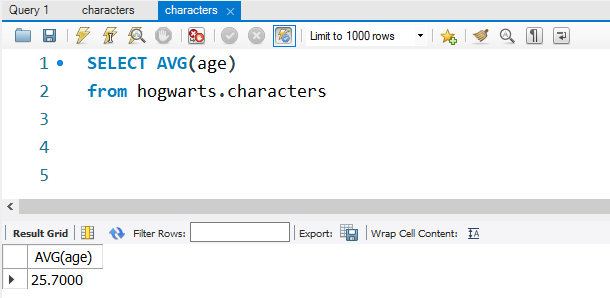 Query 1 characters characters
Limit to 1000 rows
1 SELECT AVG(age)
2 from hogwarts.characters
3
4
5
Result Grid Filter Rows: Export: Wrap Cell Content: IA
AVG(age)
25.7000